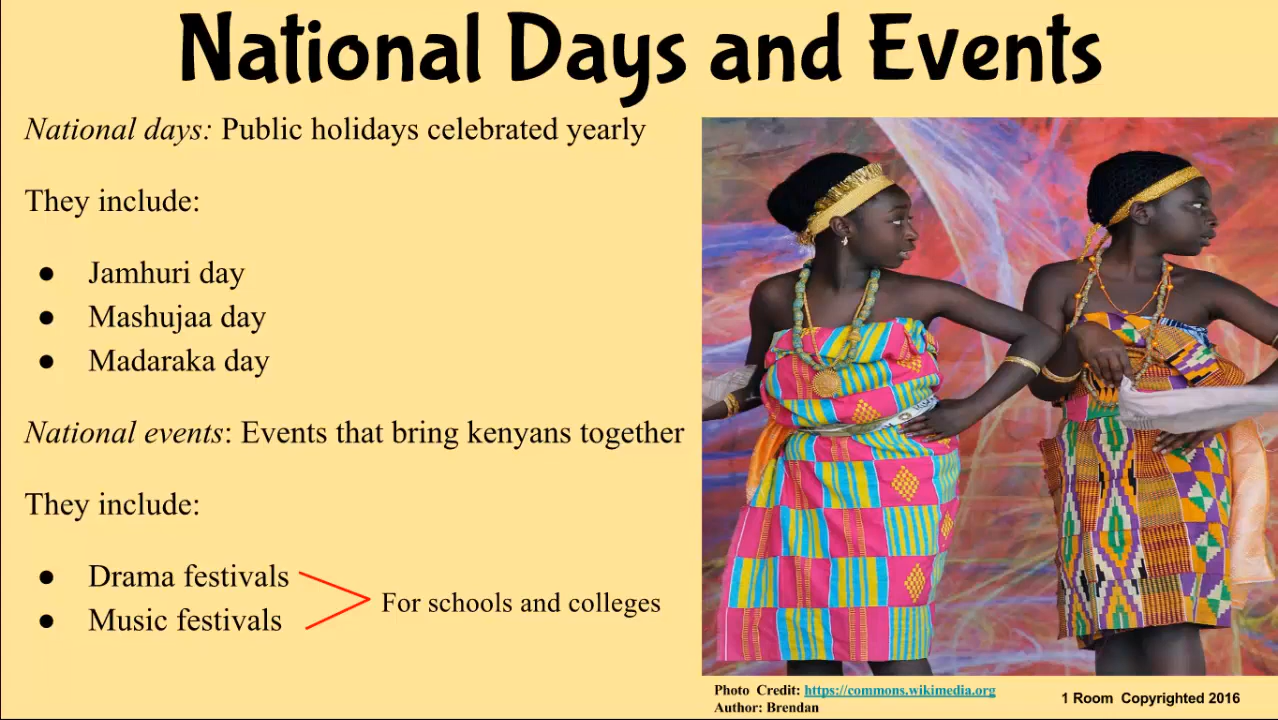 National Days and Events
National days: Public holidays celebrated yearly
They include:
● Jamhuri day
● Mashujaa day
● Madaraka day
National events: Events that bring kenyans together
They include:
● Drama festivals
● Music festivals
For schools and colleges
Photo Credit: https://commons.wikimedia.org
Author: Brendan
1 Room Copyrighted 2016